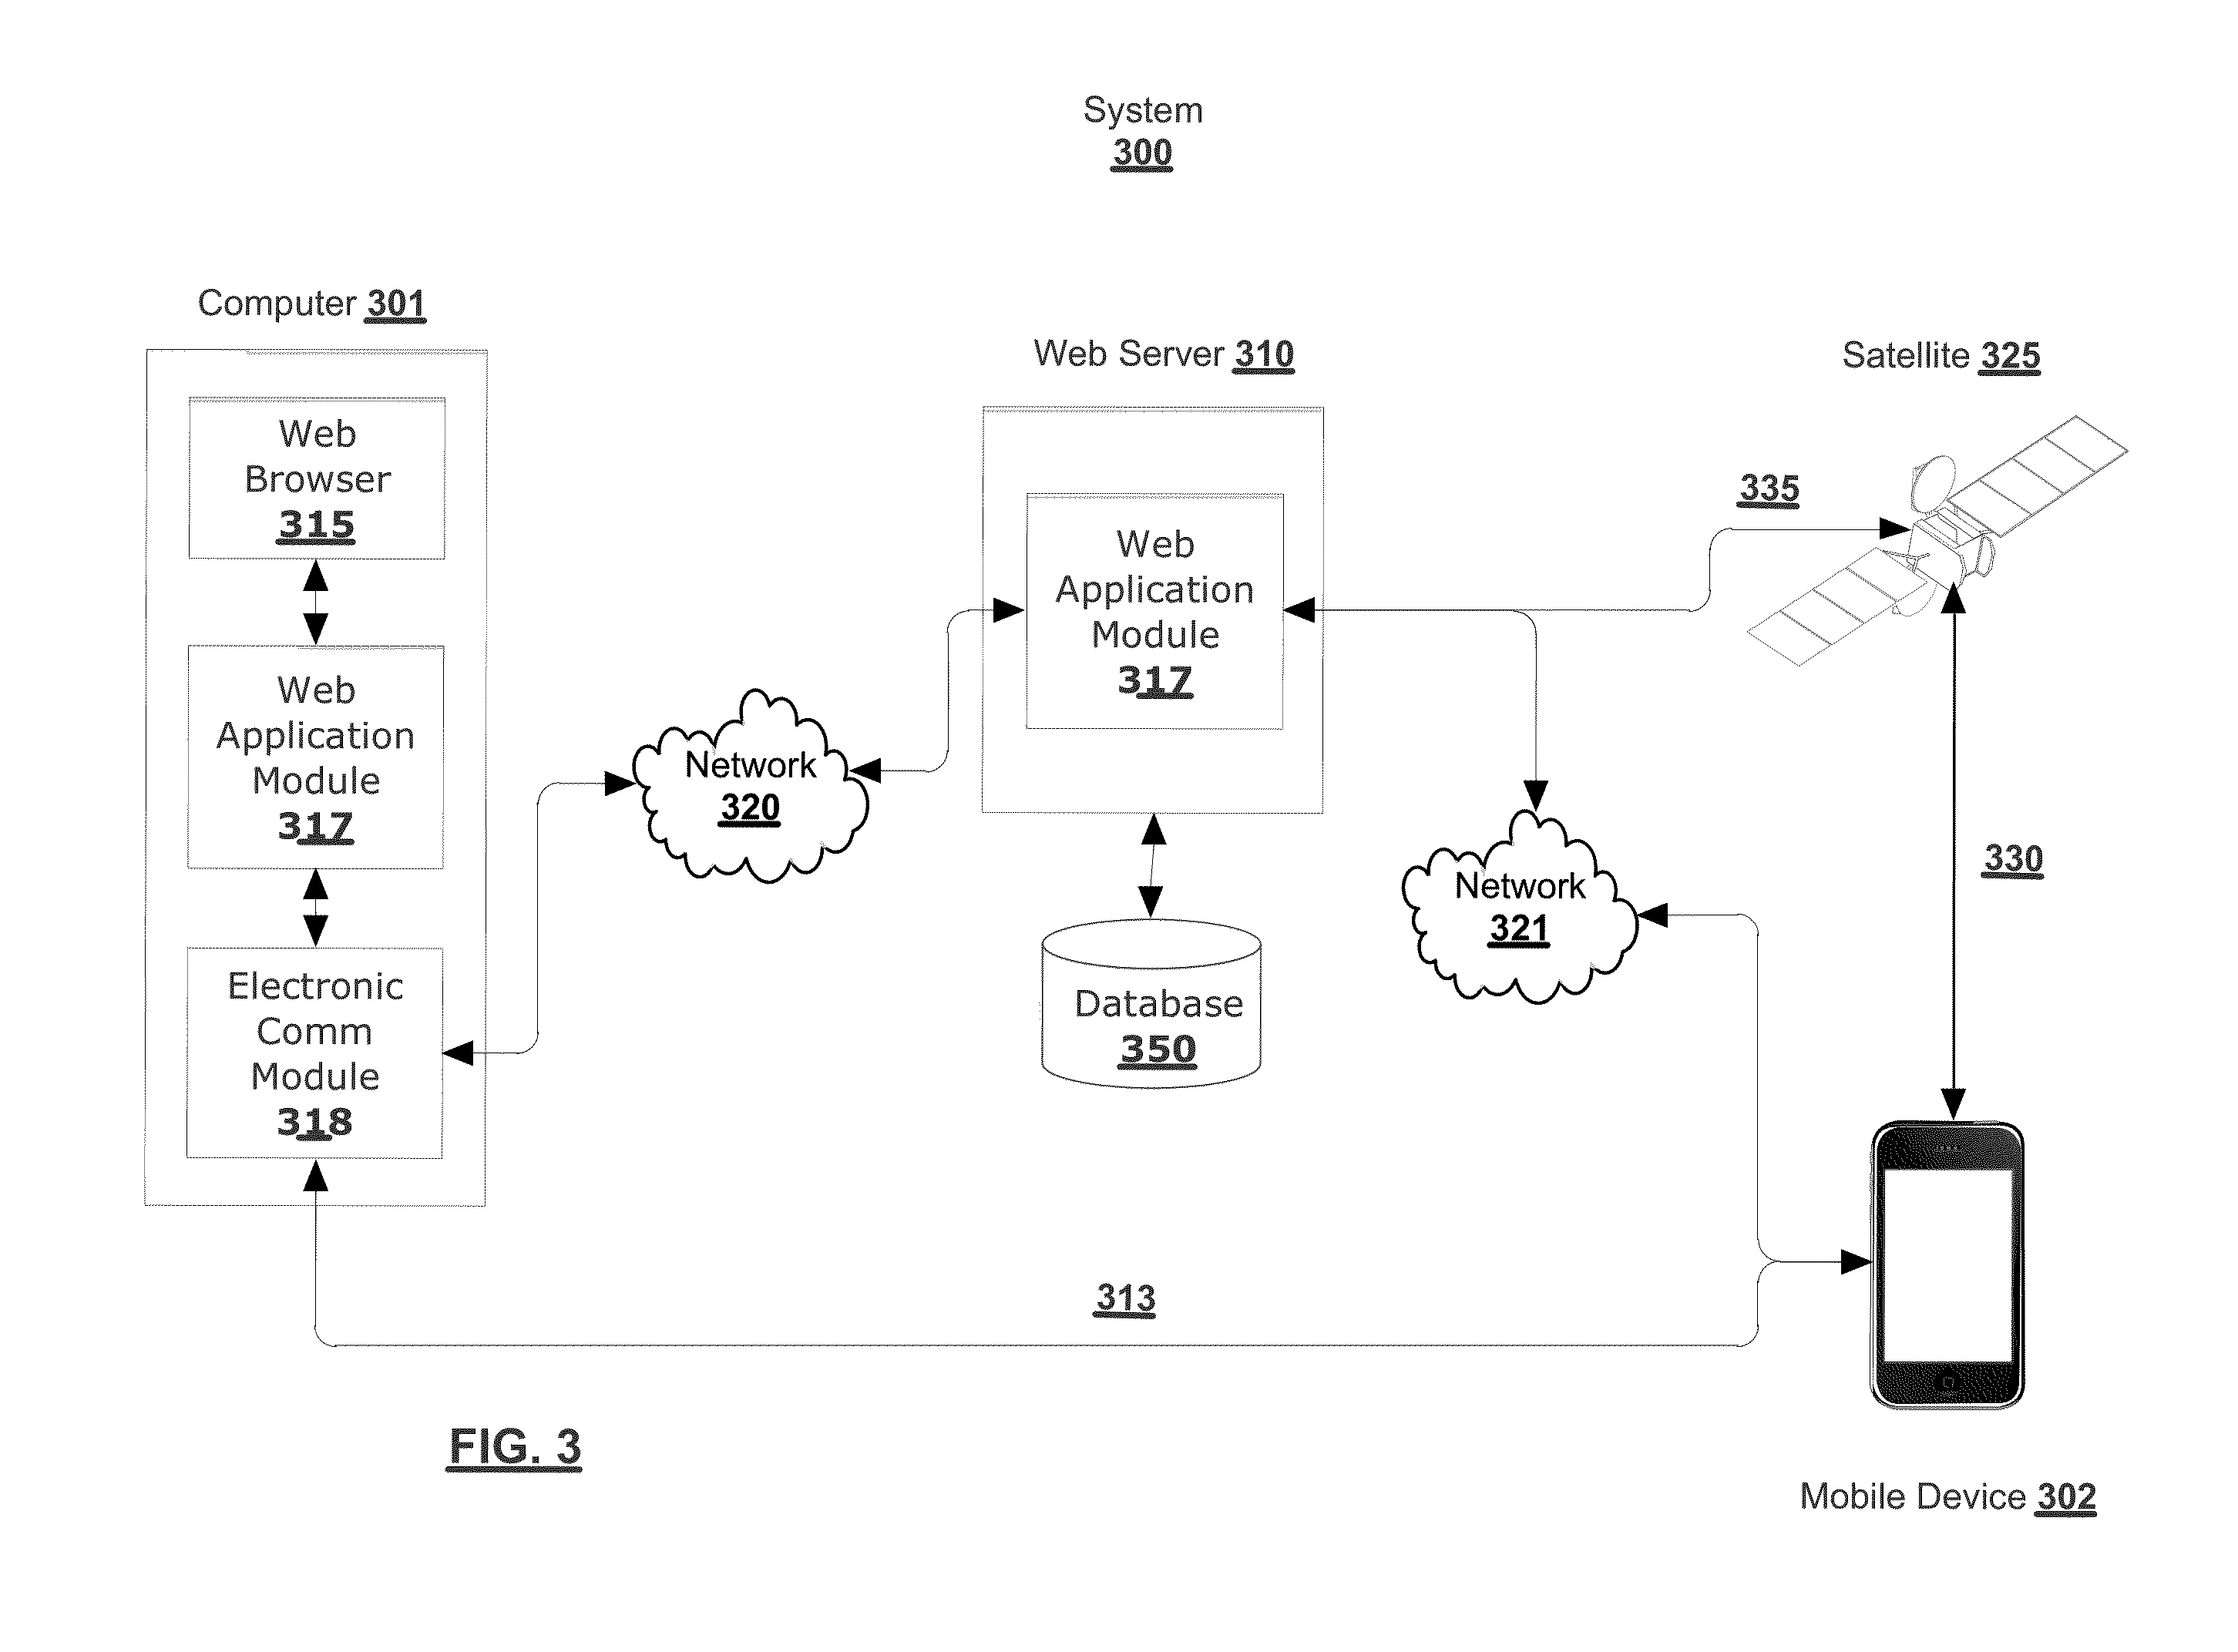 System
300
Computer 301
Web Server 310
Satellite 325
Web
Browser
315
335
Web
Application
Module
317
Web
Application
Module
317
Network
320
Network
321
330
Electronic
Comm
Module
318
Database
350
313
FIG. 3
Mobile Device 302